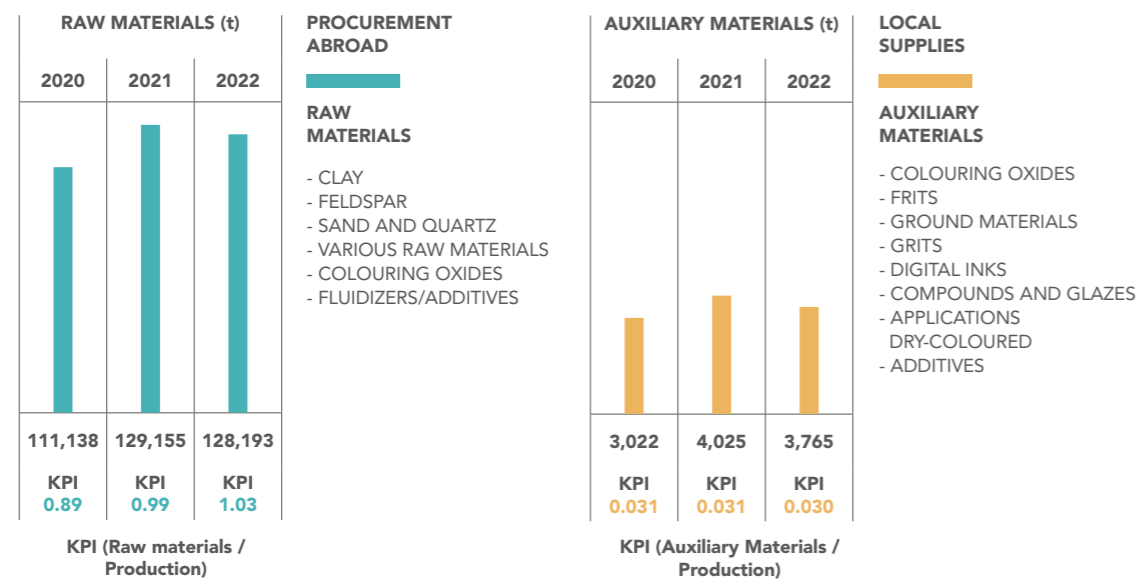 RAW MATERIALS (t)
2020 2021 2022
111,138 129,155 128,193
KPI KPI KPI
0.89 0.99 1.03
KPI (Raw materials /
Production)
PROCUREMENT
ABROAD
RAW
MATERIALS
- CLAY
- FELDSPAR
- SAND AND QUARTZ
- VARIOUS RAW MATERIALS
- COLOURING OXIDES
- FLUIDIZERS/ADDITIVES
AUXILIARY MATERIALS (t)
2020 2021 2022
3,022 4,025 3,765
KPI KPI KPI
0.031 0.031 0.030
KPI (Auxiliary Materials /
Production)
LOCAL
SUPPLIES
AUXILIARY
MATERIALS
- COLOURING OXIDES
- FRITS
- GROUND MATERIALS
- GRITS
- DIGITAL INKS
- COMPOUNDS AND GLAZES
- APPLICATIONS
DRY-COLOURED
- ADDITIVES